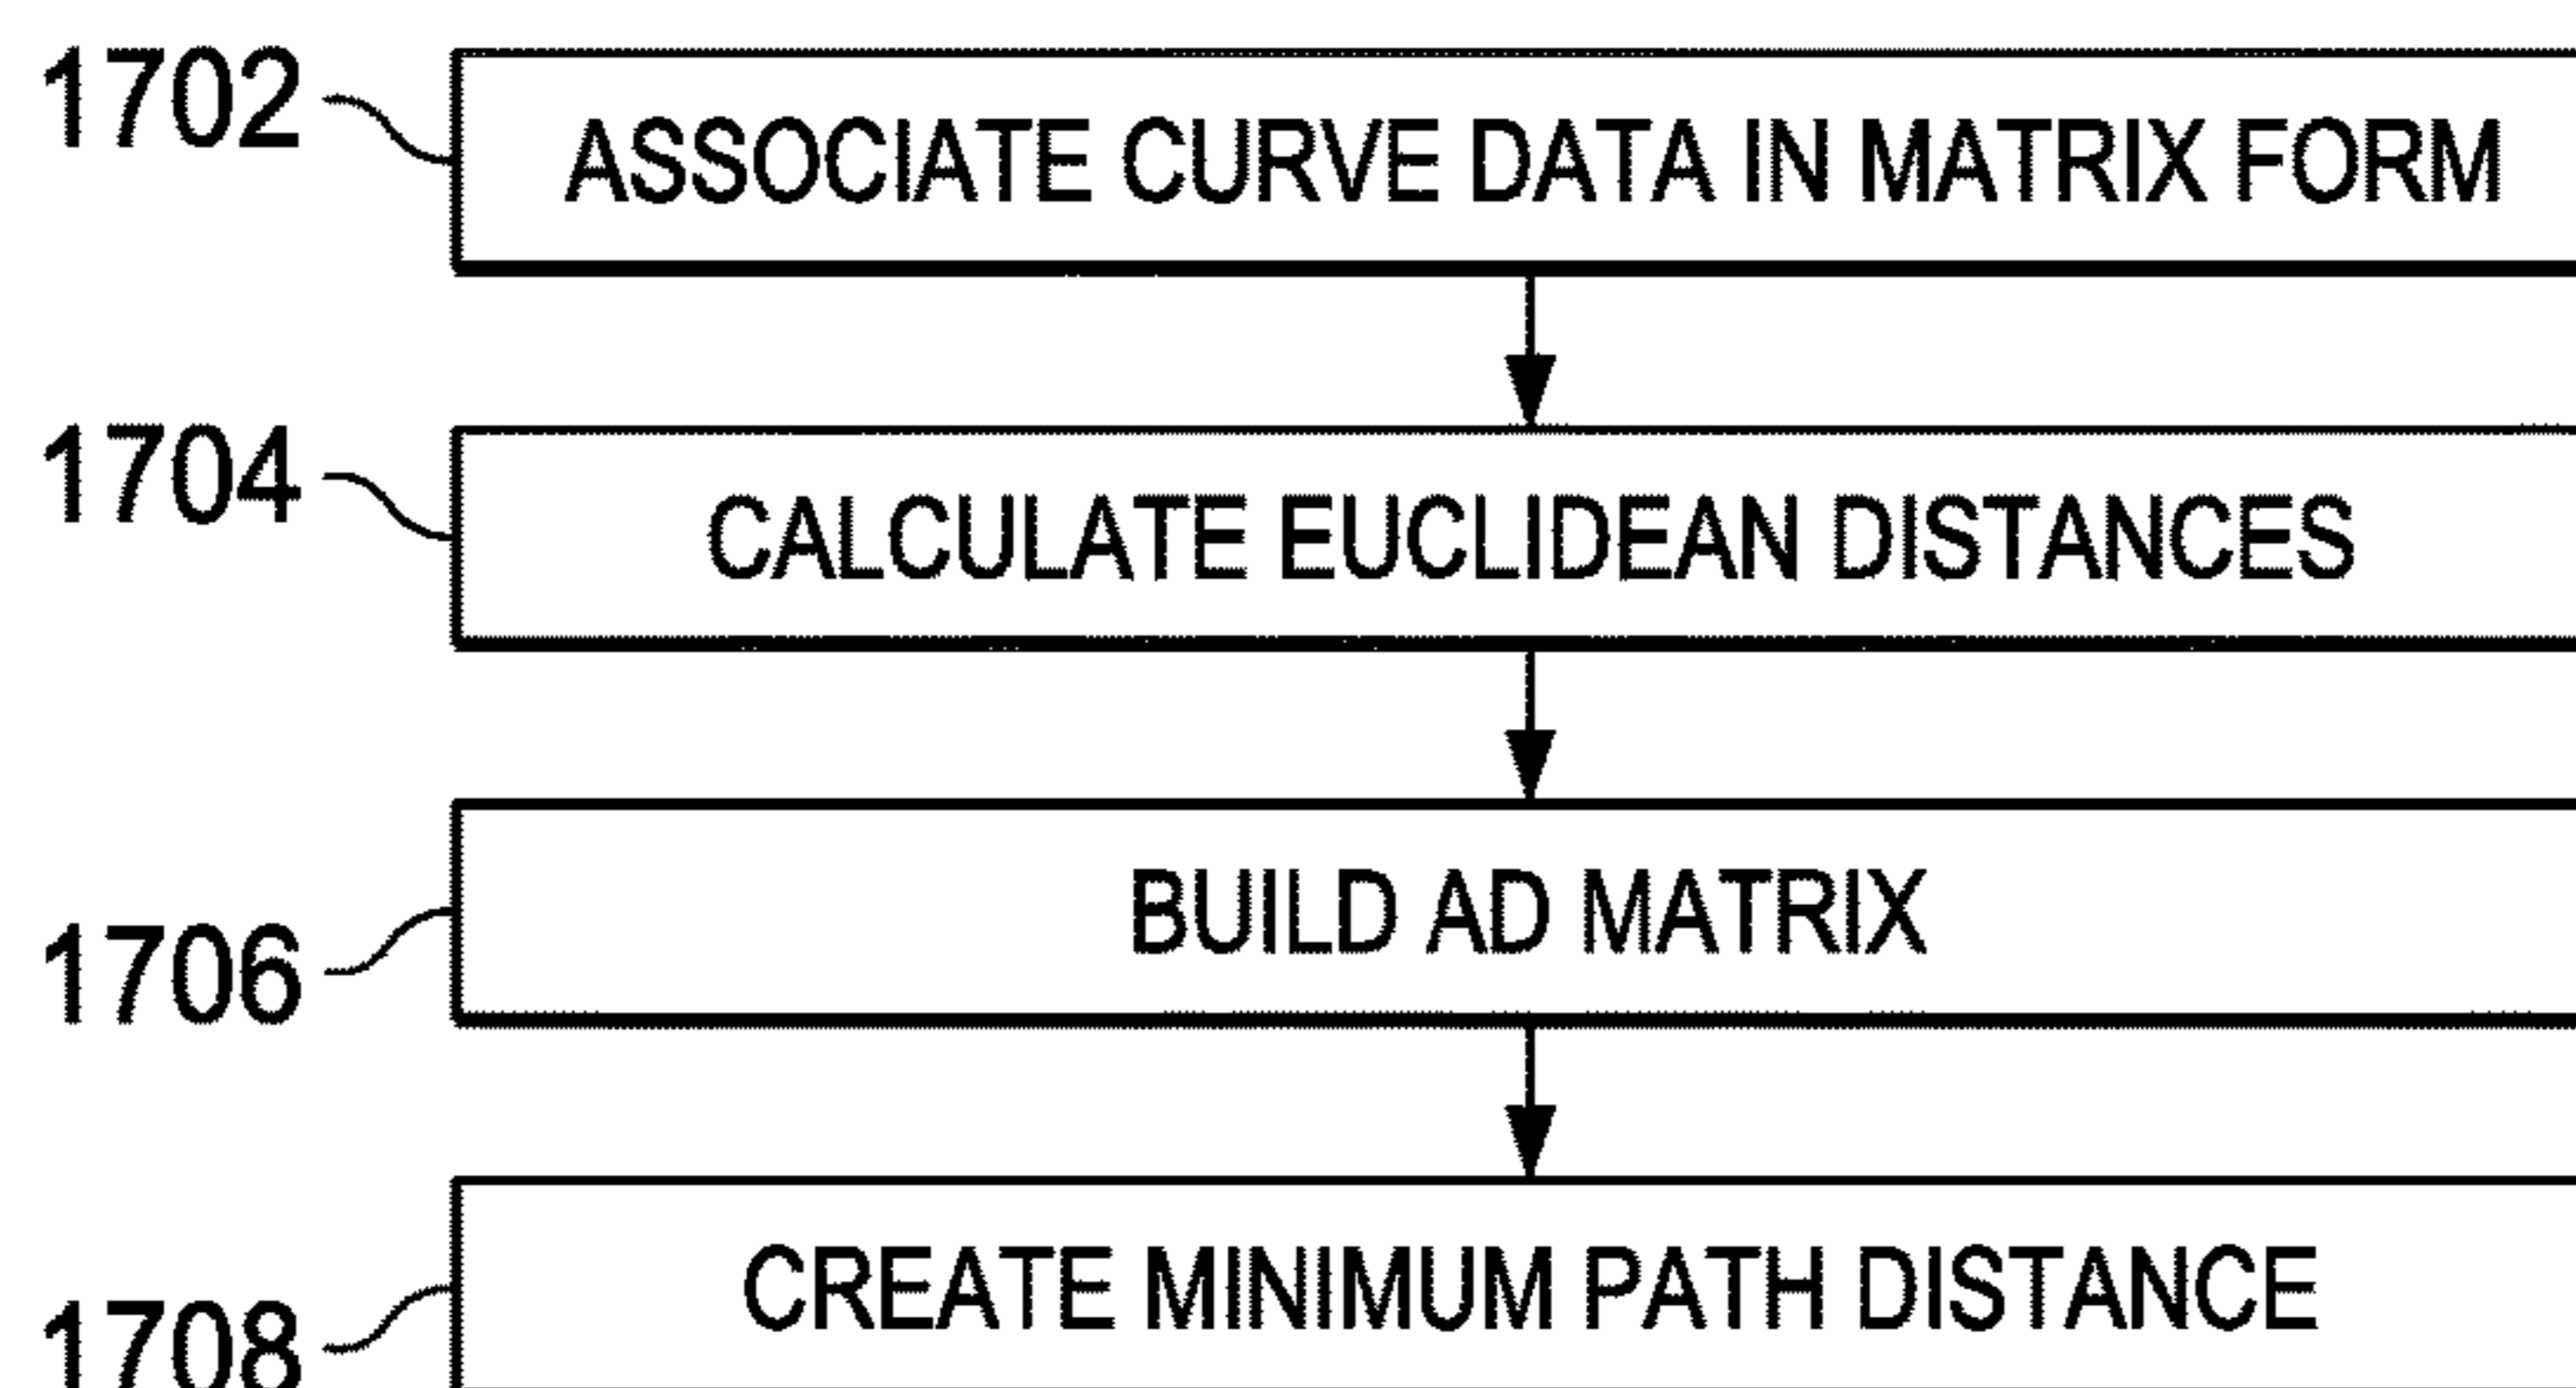 1702
ASSOCIATE CURVE DATA IN MATRIX FORM
1704
CALCULATE EUCLIDEAN DISTANCES
1706
BUILD AD MATRIX
1708
CREATE MINIMUM PATH DISTANCE